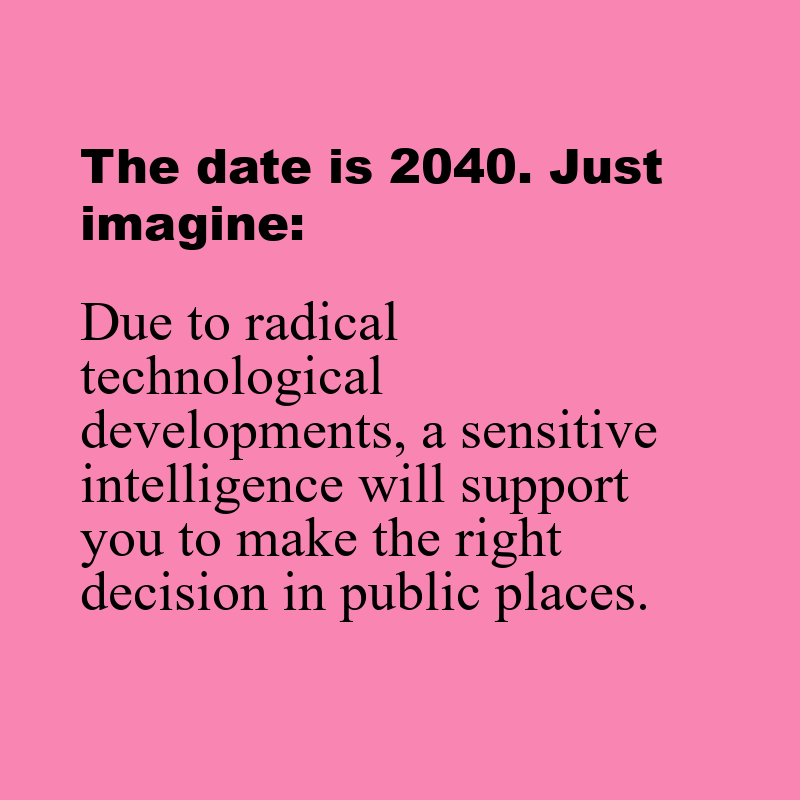 The date is 2040. Just
imagine:
Due to radical
technological
developments, a sensitive
intelligence will support
you to make the right
decision in public places.